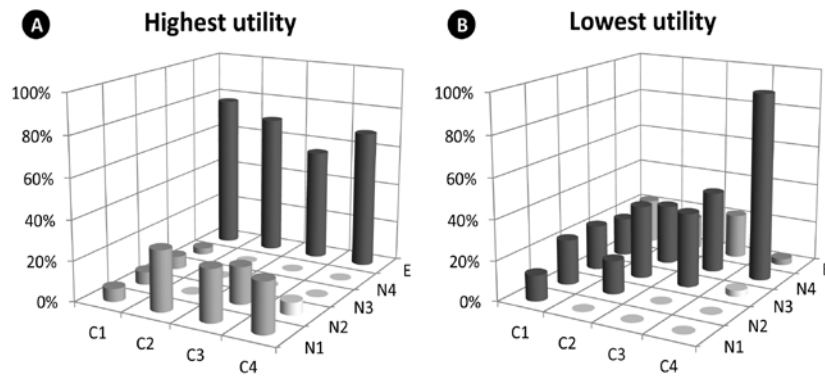 A Highest utility
100%
80%
60%
40%
20%
0%
C1
C2
C3
C4
N1
N2
N3
N4
E
B Lowest utility
100%
80%
60%
40%
20%
0%
C1
C2
C3
C4
N1
N2
N3
N4